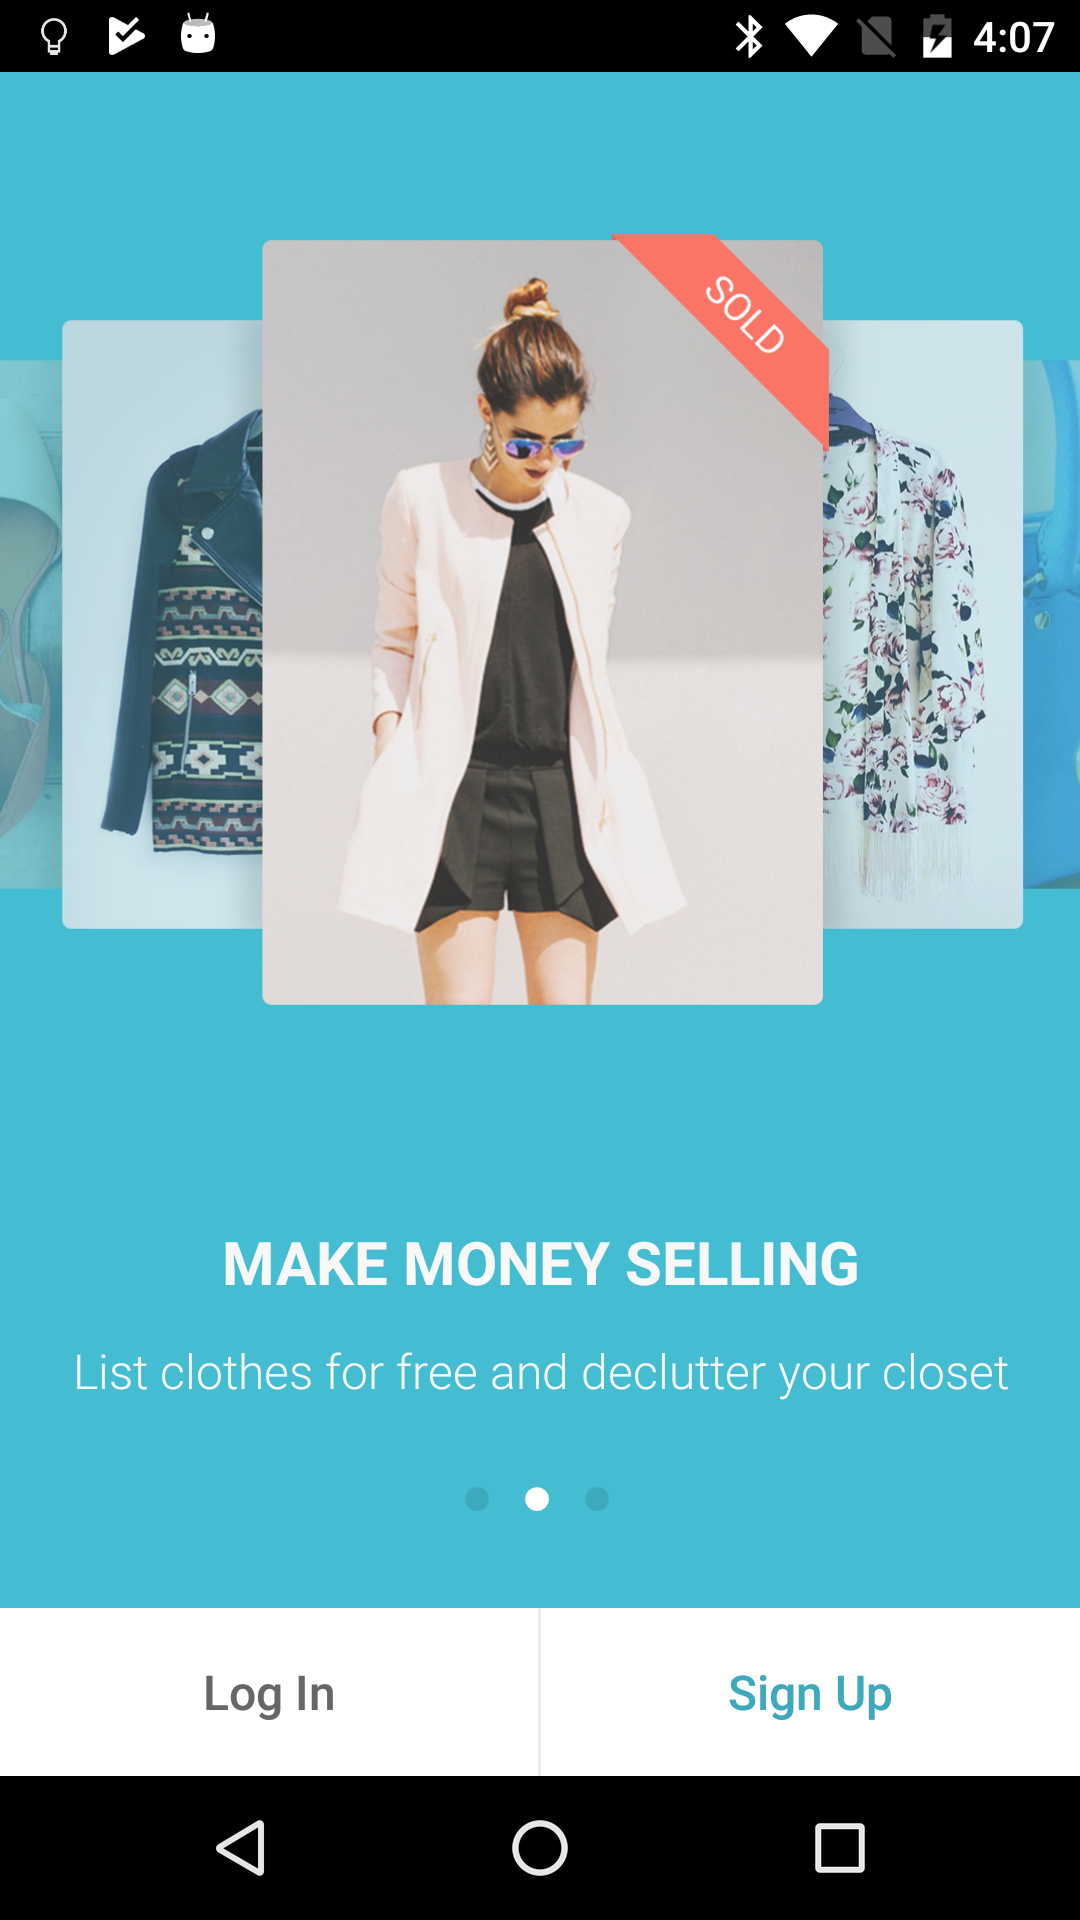 4:07
SOLD
MAKE MONEY SELLING
List clothes for free and declutter your closet
Log In
Sign Up